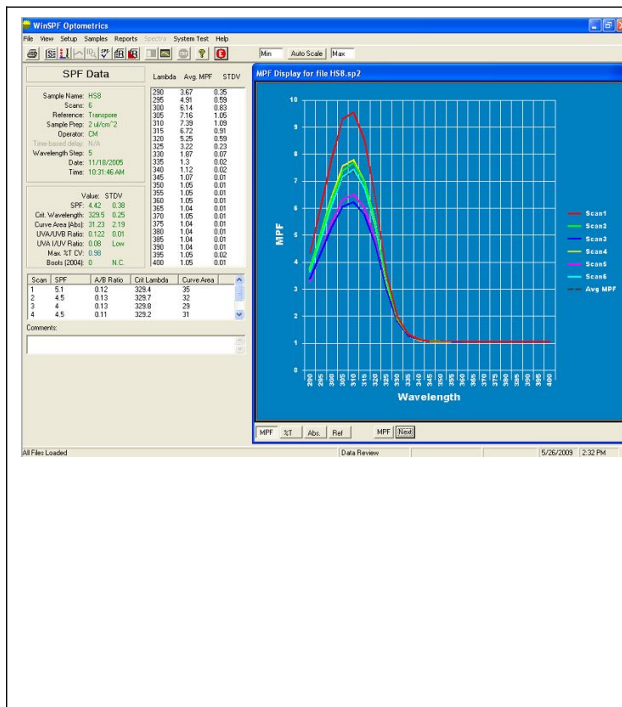 WinSPF Optometrics
File View Setup Samples Reports Spectra System Test Help
Min Auto Scale Max
SPF Data
Sample Name: HS8
Scans: 6
Reference: Transpore
Sample Prep: 2 ul/cm^2
Operator: CM
Time based delay: N/A
Wavelength Step: 5
Date: 11/18/2005
Time: 10:31:46 AM
Value: STDV
SPF: 4.42 0.38
Crit. Wavelength: 329.5 0.25
Curve Area (Abs): 31.23 2.19
UVA/UVB Ratio: 0.122 0.01
UVA I/UV Ratio: 0.08 Low
Max. %T CV: 0.98
Boots (2004): 0 N.C.
Lambda Avg. MPF STDV
290 3.67 0.35
295 4.91 0.59
300 6.14 0.83
305 7.16 1.05
310 7.39 1.09
315 6.72 0.91
320 5.25 0.59
325 3.22 0.23
330 1.87 0.07
335 1.3 0.02
340 1.12 0.02
345 1.07 0.01
350 1.05 0.01
355 1.05 0.01
360 1.05 0.01
365 1.04 0.01
370 1.05 0.01
375 1.04 0.01
380 1.04 0.01
385 1.04 0.01
390 1.04 0.01
395 1.05 0.02
400 1.05 0.01
Scan SPF A/B Ratio Crit Lambda Curve Area
1 5.1 0.12 329.4 35
2 4.5 0.13 329.7 32
3 4 0.13 329.8 29
4 4.5 0.11 329.2 31
Comments:
MPF Display for file HS8.sp2
10
9
8
7
6
5
4
3
2
1
0
MPF
290 295 300 305 310 315 320 325 330 335 340 345 350 355 360 365 370 375 380 385 390 395 400
Wavelength
Scan1
Scan2
Scan3
Scan4
Scan5
Scan6
Avg MPF
MPF %T Abs. Ref MPF Next
All Files Loaded Data Review 5/26/2009 2:32 PM